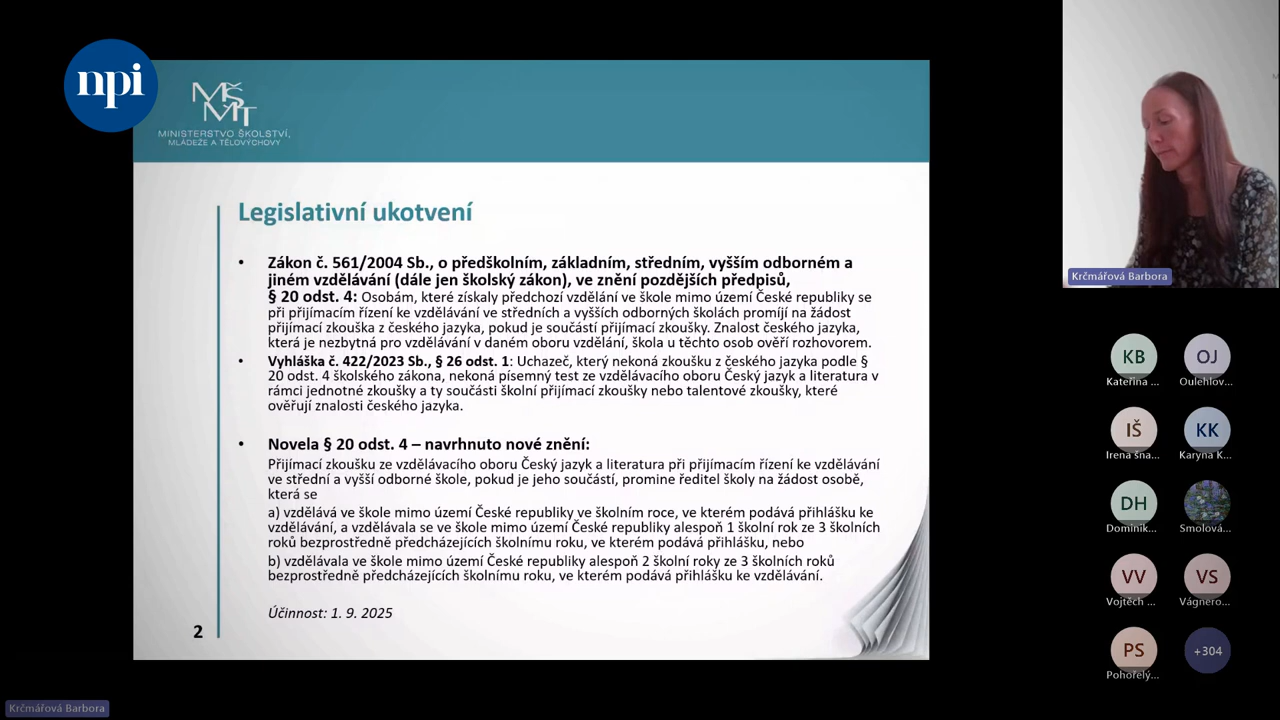 npi
MŠMT
MINISTERSTVO ŠKOLSTVÍ,
MLÁDEŽE A TĚLOVÝCHOVY
Legislativní ukotvení
• Zákon č. 561/2004 Sb., o předškolním, základním, středním, vyšším odborném a
jiném vzdělávání (dále jen školský zákon), ve znění pozdějších předpisů,
§ 20 odst. 4: Osobám, které získaly předchozí vzdělání ve škole mimo území České republiky se
při přijímacím řízení ke vzdělávání ve středních a vyšších odborných školách promíjí na žádost
přijímací zkouška z českého jazyka, pokud je součástí přijímací zkoušky. Znalost českého jazyka,
která je nezbytná pro vzdělávání v daném oboru vzdělání, škola u těchto osob ověří rozhovorem.
• Vyhláška č. 422/2023 Sb., § 26 odst. 1: Uchazeč, který nekoná zkoušku z českého jazyka podle §
20 odst. 4 školského zákona, nekoná písemný test ze vzdělávacího oboru Český jazyk a literatura v
rámci jednotné zkoušky a ty součásti školní přijímací zkoušky nebo talentové zkoušky, které
ověřují znalosti českého jazyka.
• Novela § 20 odst. 4 – navrhnuto nové znění:
Přijímací zkoušku ze vzdělávacího oboru Český jazyk a literatura při přijímacím řízení ke vzdělávání
ve střední a vyšší odborné škole, pokud je jeho součástí, promine ředitel školy na žádost osobě,
která se
a) vzdělává ve škole mimo území České republiky ve školním roce, ve kterém podává přihlášku ke
vzdělávání, a vzdělávala se ve škole mimo území České republiky alespoň 1 školní rok ze 3 školních
roků bezprostředně předcházejících školnímu roku, ve kterém podává přihlášku, nebo
b) vzdělávala ve škole mimo území České republiky alespoň 2 školní roky ze 3 školních roků
bezprostředně předcházejících školnímu roku, ve kterém podává přihlášku ke vzdělávání.
Účinnost: 1. 9. 2025
2
Krčmářová Barbora
KB
OJ
Kateřina ...
Oulehlov...
IŠ
KK
Irena šna...
Karyna K...
DH
Dominik...
Smolová...
VV
VS
Vojtěch ...
Vágnero...
PS
+304
Pohořelý...
Krčmářová Barbora